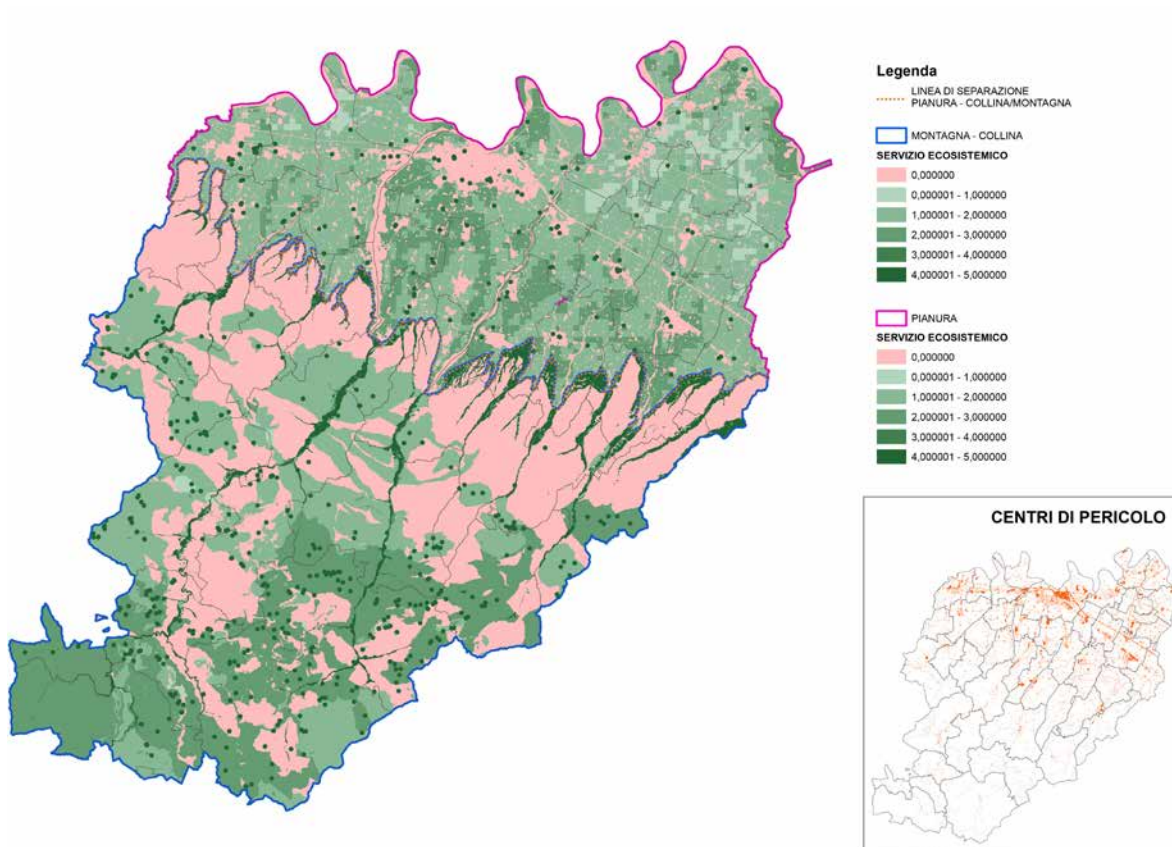 Legenda
LINEA DI SEPARAZIONE
PIANURA - COLLINA/MONTAGNA
MONTAGNA - COLLINA
SERVIZIO ECOSISTEMICO
0,000000
0,000001 - 1,000000
1,000001 - 2,000000
2,000001 - 3,000000
3,000001 - 4,000000
4,000001 - 5,000000
PIANURA
SERVIZIO ECOSISTEMICO
0,000000
0,000001 - 1,000000
1,000001 - 2,000000
2,000001 - 3,000000
3,000001 - 4,000000
4,000001 - 5,000000
CENTRI DI PERICOLO